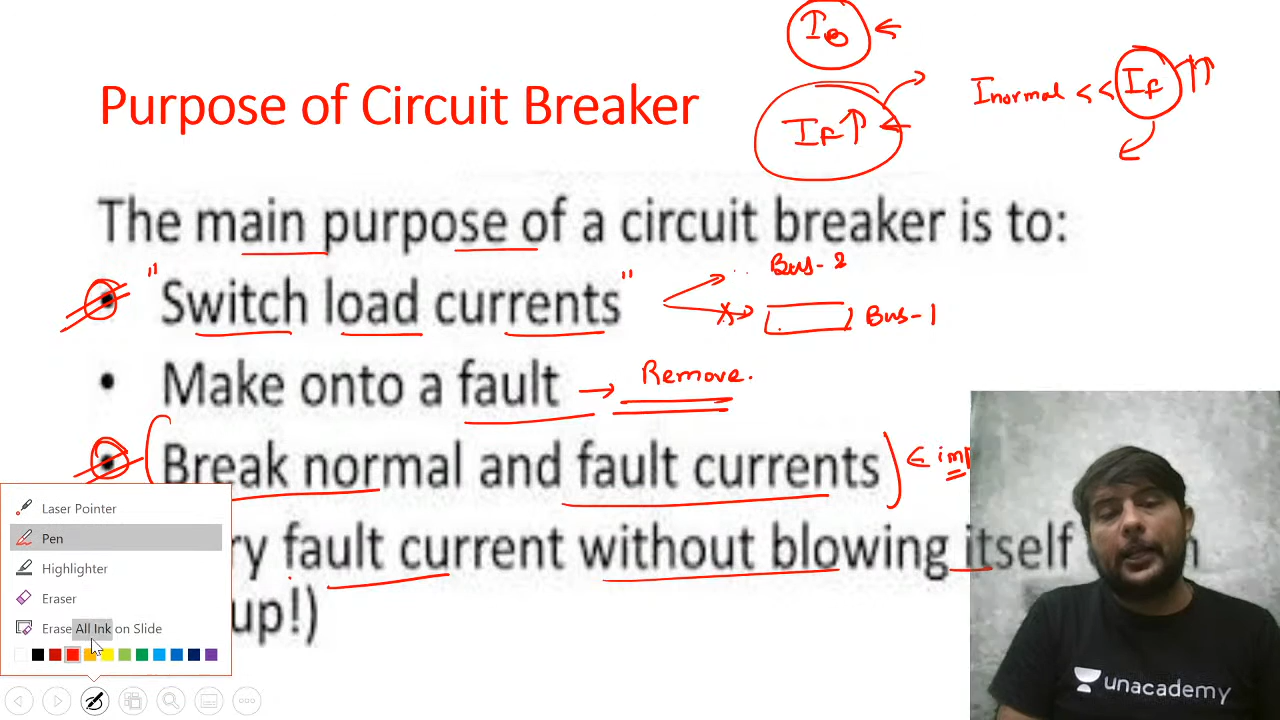 Purpose of Circuit Breaker
If ↑
Inormal << If ↑↑
The main purpose of a circuit breaker is to:
"Switch load currents"
Bus-2
Bus-1
• Make onto a fault → Remove.
(Break normal and fault currents) ← imp
ry fault current without blowing itself
up!)
Laser Pointer
Pen
Highlighter
Eraser
Erase All Ink on Slide
unacademy